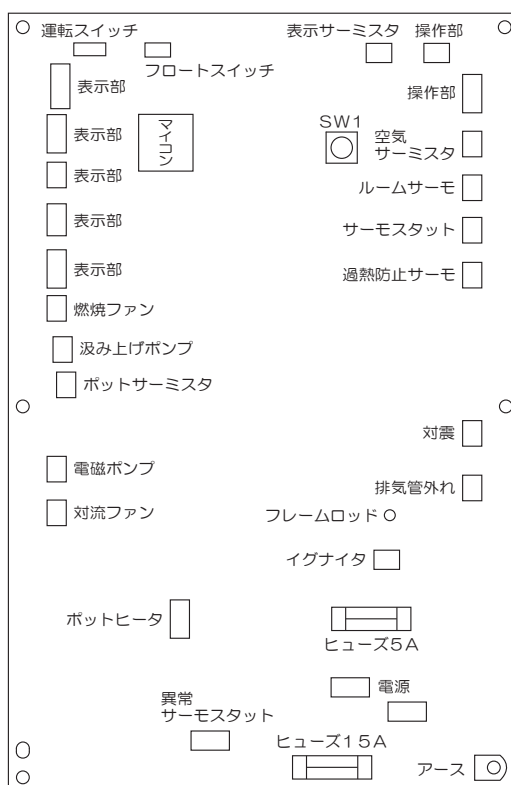 運転スイッチ
表示サーミスタ
操作部
フロートスイッチ
表示部
操作部
表示部
マイコン
SW1
空気
サーミスタ
表示部
ルームサーモ
表示部
サーモスタット
表示部
過熱防止サーモ
燃焼ファン
汲み上げポンプ
ポットサーミスタ
対震
電磁ポンプ
排気管外れ
対流ファン
フレームロッド
イグナイタ
ポットヒータ
ヒューズ5A
電源
異常
サーモスタット
ヒューズ15A
アース